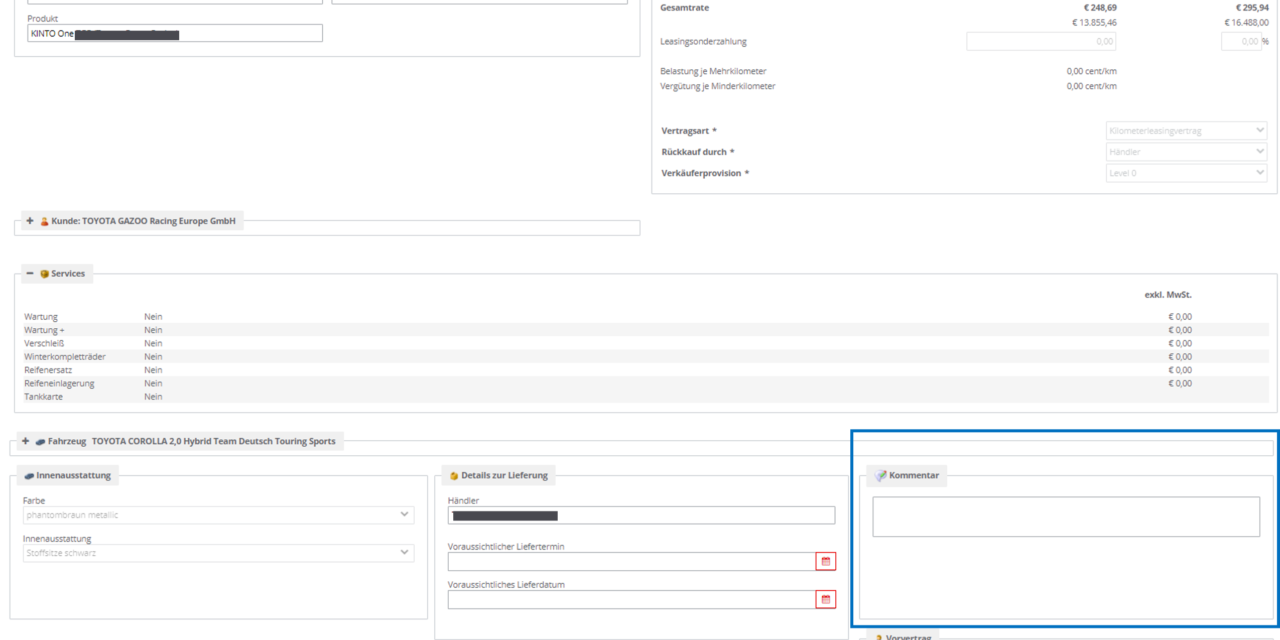 Produkt
KINTO One
Gesamtrate € 248,69 € 295,94
€ 13.855,46 € 16.488,00
Leasingsonderzahlung 0,00 0,00 %
Belastung je Mehrkilometer 0,00 cent/km
Vergütung je Minderkilometer 0,00 cent/km
Vertragsart * Kilometerleasingvertrag
Rückkauf durch * Händler
Verkäuferprovision * Level 0
+ Kunde: TOYOTA GAZOO Racing Europe GmbH
− Services
exkl. MwSt.
Wartung Nein € 0,00
Wartung + Nein € 0,00
Verschleiß Nein € 0,00
Winterkompletträder Nein € 0,00
Reifenersatz Nein € 0,00
Reifeneinlagerung Nein € 0,00
Tankkarte Nein
+ Fahrzeug TOYOTA COROLLA 2,0 Hybrid Team Deutsch Touring Sports
Innenausstattung
Farbe
phantombraun metallic
Innenausstattung
Stoffsitze schwarz
Details zur Lieferung
Händler
Voraussichtlicher Liefertermin
Voraussichtliches Lieferdatum
Kommentar
Vorvertrag